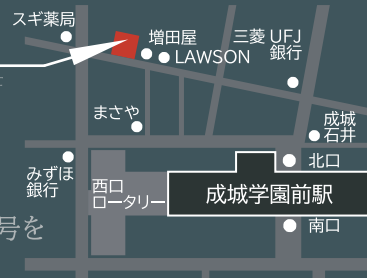 スギ薬局
増田屋
LAWSON
三菱 UFJ
銀行
まさや
成城
石井
みずほ
銀行
西口
ロータリー
北口
成城学園前駅
南口
号を